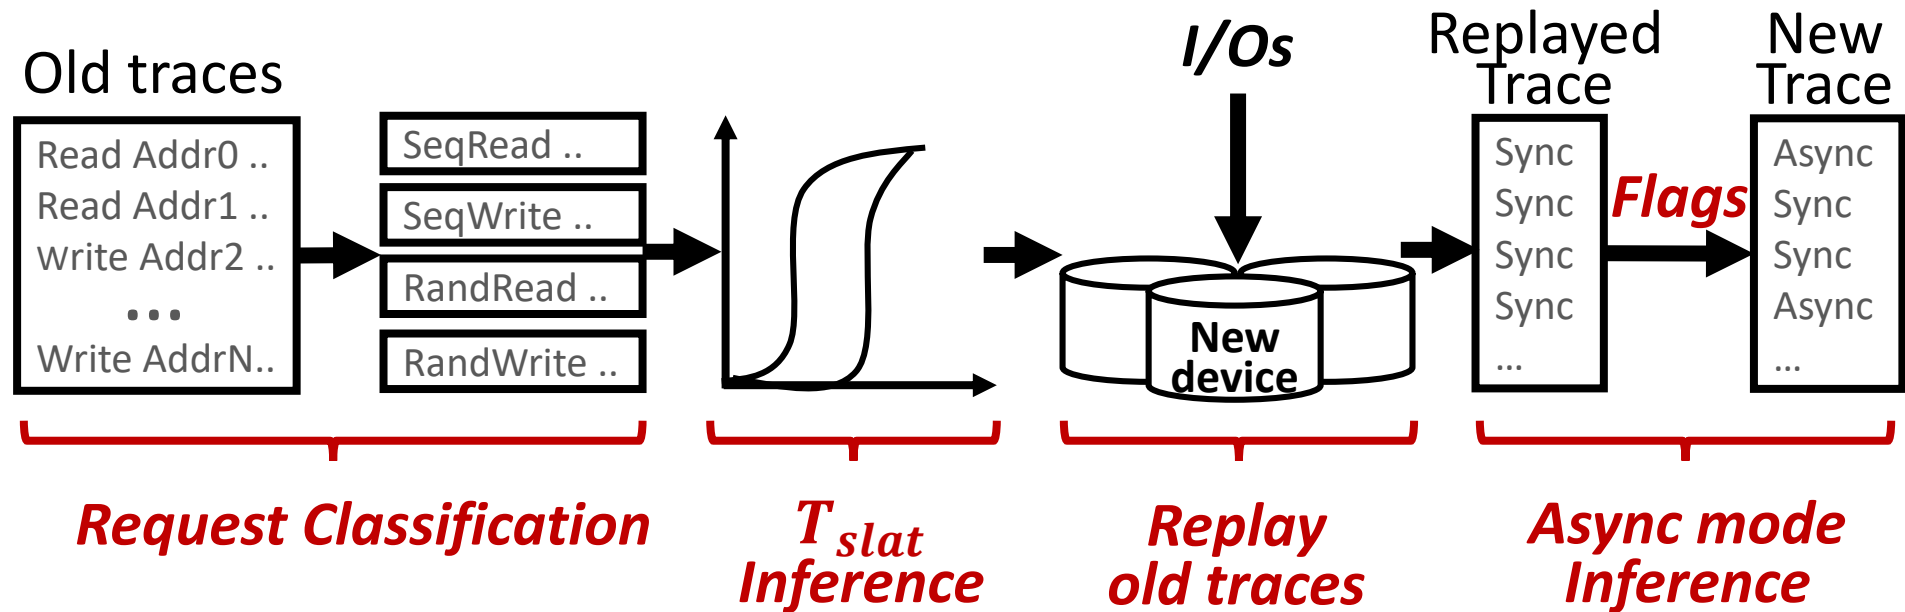 Old traces
Read Addr0 ..
Read Addr1 ..
Write Addr2 ..
...
Write AddrN..
SeqRead ..
SeqWrite ..
RandRead ..
RandWrite ..
I/Os
New
device
Replayed
Trace
Sync
Sync
Sync
Sync
...
Flags
New
Trace
Async
Sync
Sync
Async
...
Request Classification
T_slat
Inference
Replay
old traces
Async mode
Inference